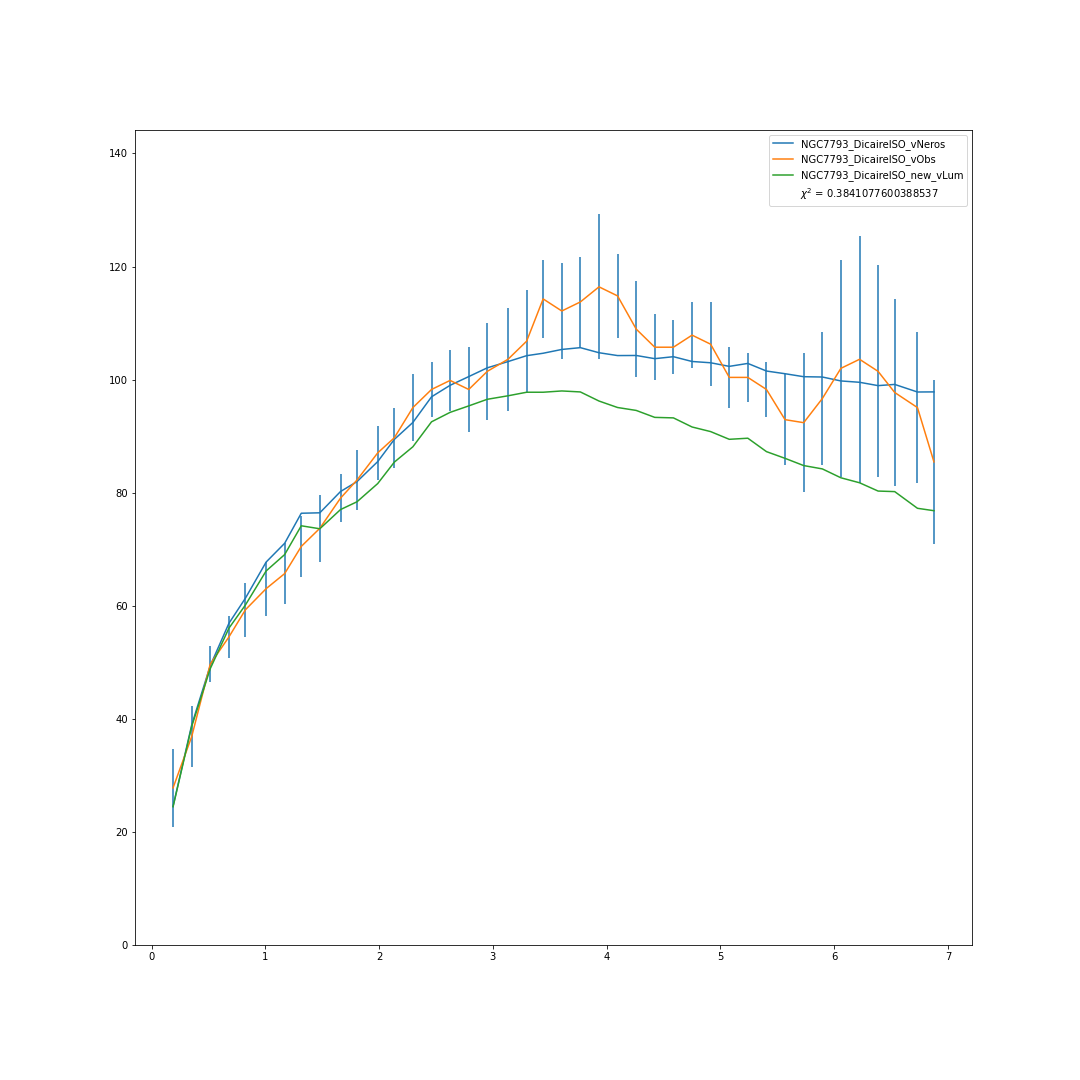 NGC7793_DicaireISO_vNeros
NGC7793_DicaireISO_vObs
NGC7793_DicaireISO_new_vLum
χ² = 0.3841077600388537
140
120
100
80
60
40
20
0
0 1 2 3 4 5 6 7